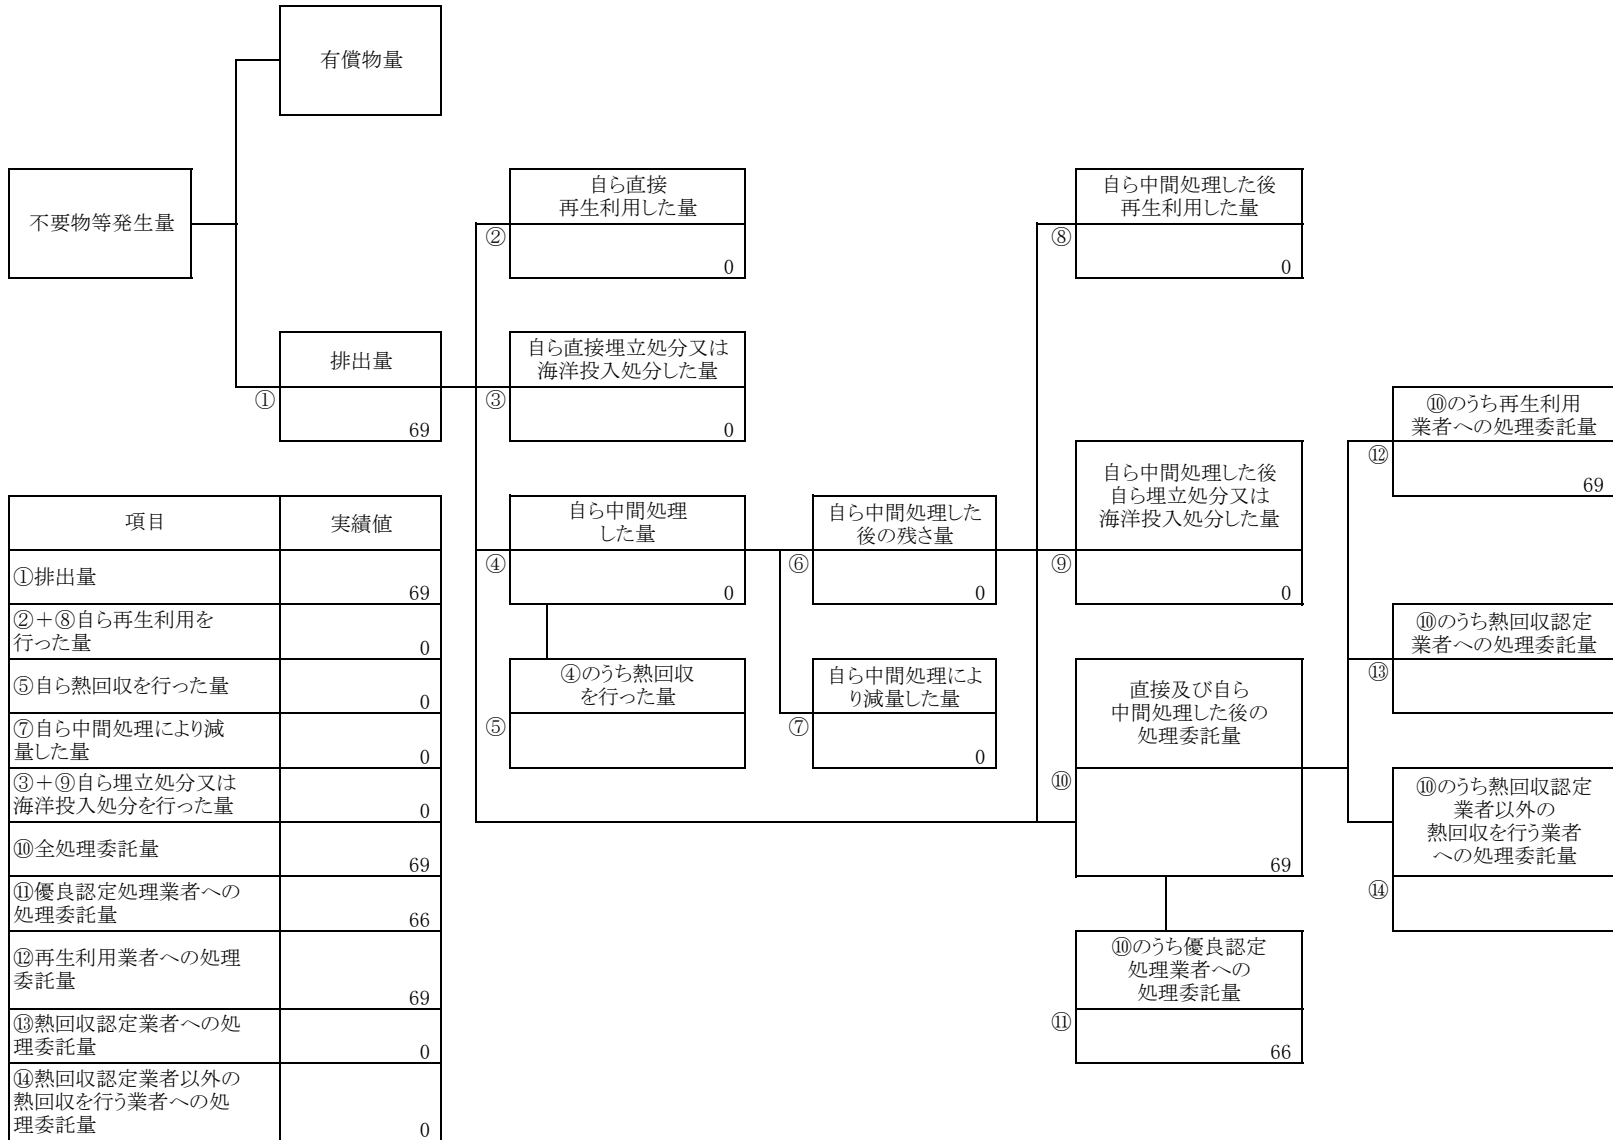 有償物量
不要物等発生量
自ら直接
再生利用した量
②
0
自ら中間処理した後
再生利用した量
⑧
0
排出量
①
69
自ら直接埋立処分又は
海洋投入処分した量
③
0
⑩のうち再生利用
業者への処理委託量
⑫
69
自ら中間処理
した量
④
0
自ら中間処理した
後の残さ量
⑥
0
自ら中間処理した後
自ら埋立処分又は
海洋投入処分した量
⑨
0
⑩のうち熱回収認定
業者への処理委託量
⑬
④のうち熱回収
を行った量
⑤
自ら中間処理によ
り減量した量
⑦
0
直接及び自ら
中間処理した後の
処理委託量
⑩
69
⑩のうち熱回収認定
業者以外の
熱回収を行う業者
への処理委託量
⑭
⑩のうち優良認定
処理業者への
処理委託量
⑪
66
項目
実績値
①排出量
69
②+⑧自ら再生利用を
行った量
0
⑤自ら熱回収を行った量
0
⑦自ら中間処理により減
量した量
0
③+⑨自ら埋立処分又は
海洋投入処分を行った量
0
⑩全処理委託量
69
⑪優良認定処理業者への
処理委託量
66
⑫再生利用業者への処理
委託量
69
⑬熱回収認定業者への処
理委託量
0
⑭熱回収認定業者以外の
熱回収を行う業者への処
理委託量
0